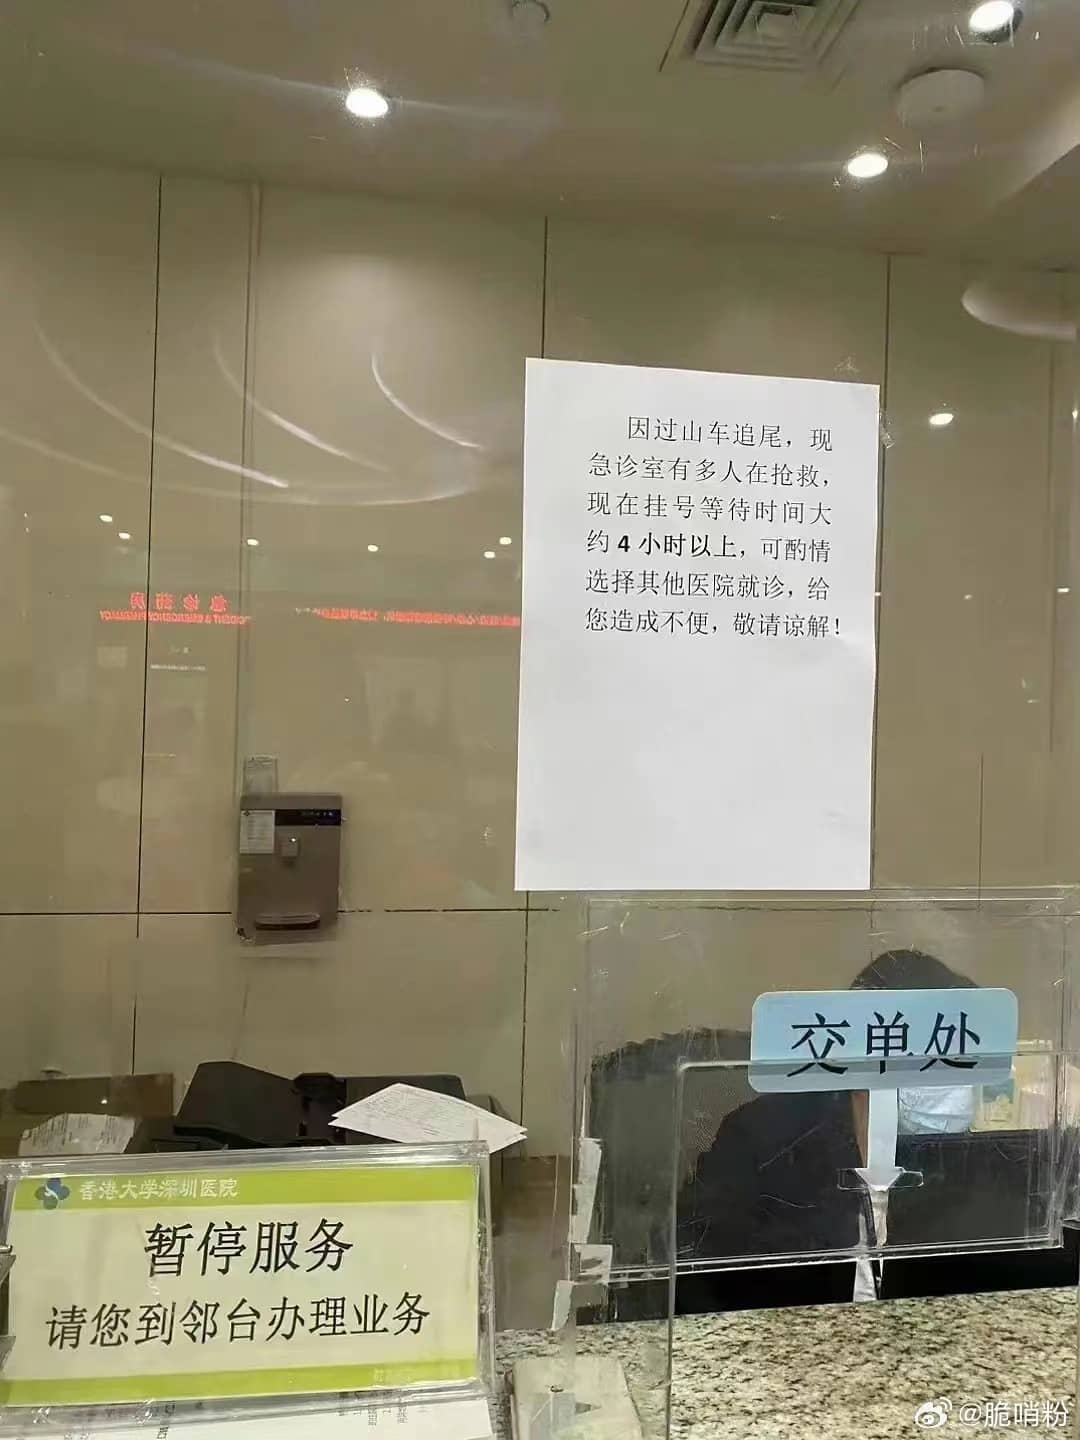 因过山车追尾，现
急诊室有多人在抢救，
现在挂号等待时间大
约 4 小时以上，可酌情
选择其他医院就诊，给
您造成不便，敬请谅解！
急诊药房
交单处
香港大学深圳医院
暂停服务
请您到邻台办理业务
@脆哨粉